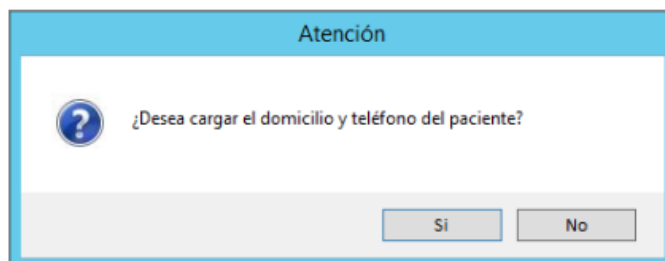 Atención
¿Desea cargar el domicilio y teléfono del paciente?
Si
No